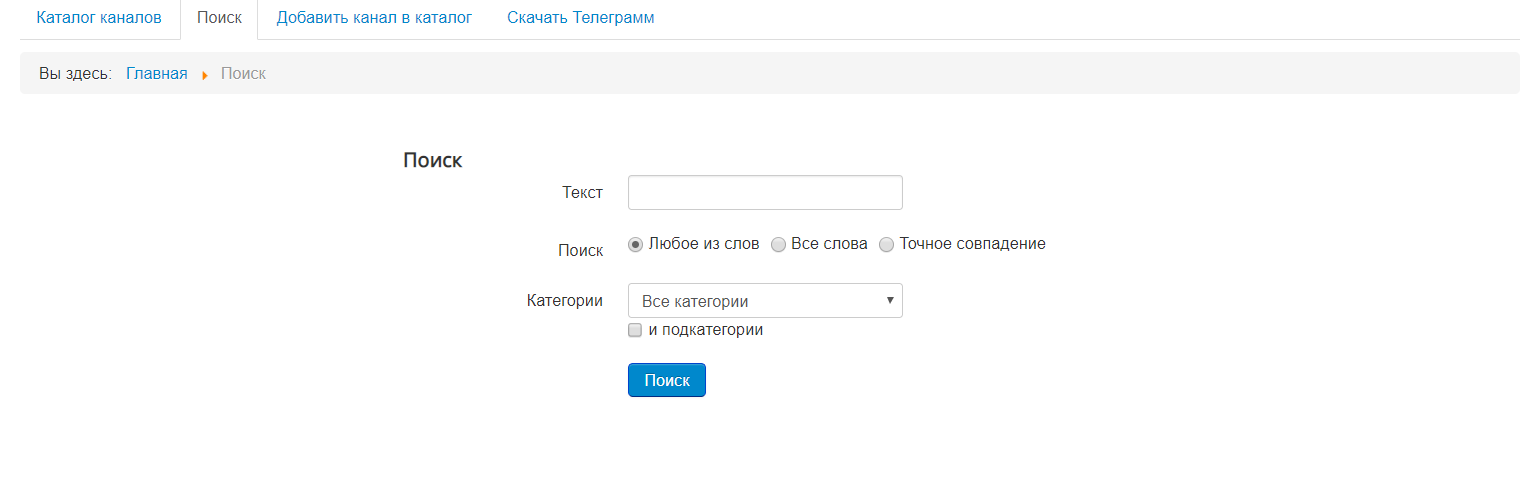 Каталог каналов Поиск Добавить канал в каталог Скачать Телеграмм
Вы здесь: Главная Поиск
Поиск
Текст
Поиск Любое из слов Все слова Точное совпадение
Категории Все категории
и подкатегории
Поиск